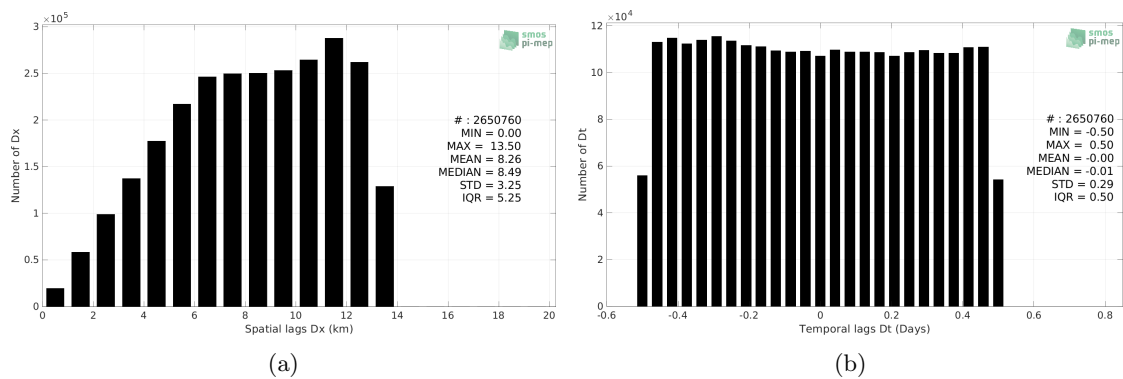 ×10⁵
3
2.5
2
1.5
1
0.5
0
0 2 4 6 8 10 12 14 16 18 20
Number of Dx
Spatial lags Dx (km)
smos
pi-mep
# : 2650760
MIN = 0.00
MAX = 13.50
MEAN = 8.26
MEDIAN = 8.49
STD = 3.25
IQR = 5.25
(a)
×10⁴
12
10
8
6
4
2
0
-0.6 -0.4 -0.2 0 0.2 0.4 0.6 0.8
Number of Dt
Temporal lags Dt (Days)
smos
pi-mep
# : 2650760
MIN = -0.50
MAX = 0.50
MEAN = -0.00
MEDIAN = -0.01
STD = 0.29
IQR = 0.50
(b)